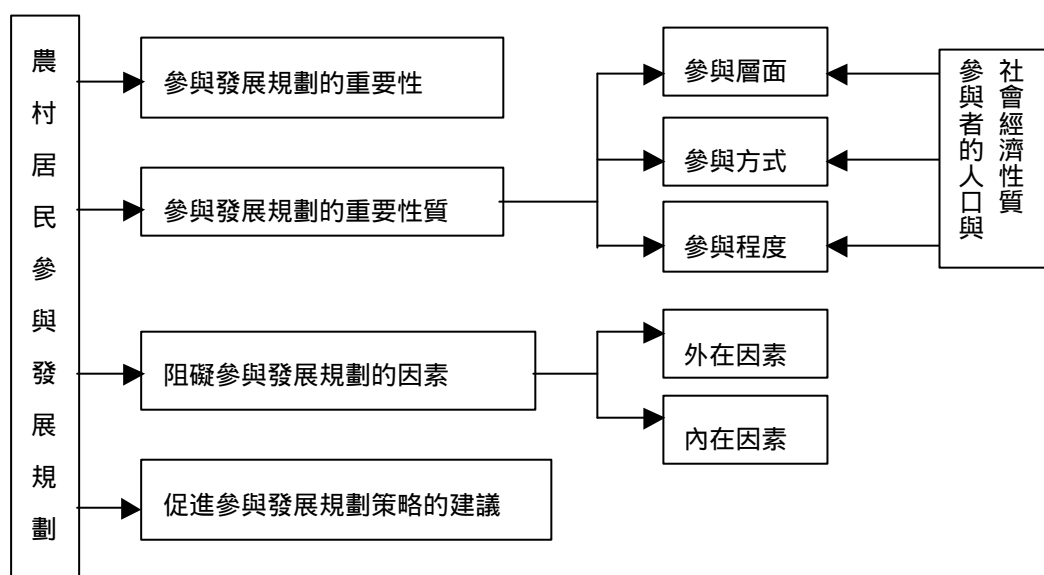 農村居民參與發展規劃
參與發展規劃的重要性
參與發展規劃的重要性質
阻礙參與發展規劃的因素
促進參與發展規劃策略的建議
參與層面
參與方式
參與程度
外在因素
內在因素
參與者的人口與
社會經濟性質